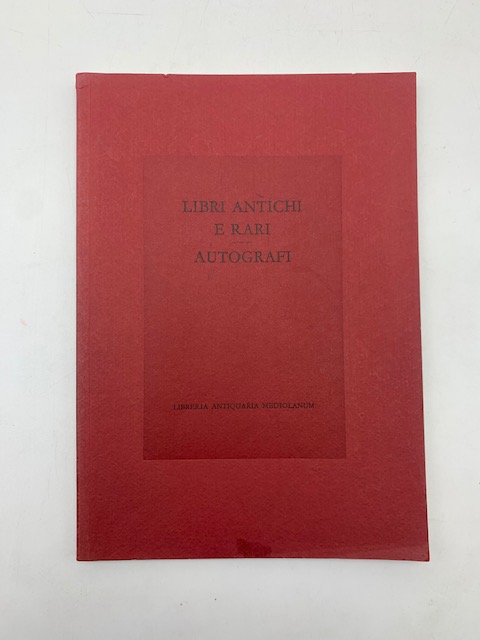 LIBRI ANTICHI
E RARI
AUTOGRAFI
LIBRERIA ANTIQUARIA MEDIOLANUM